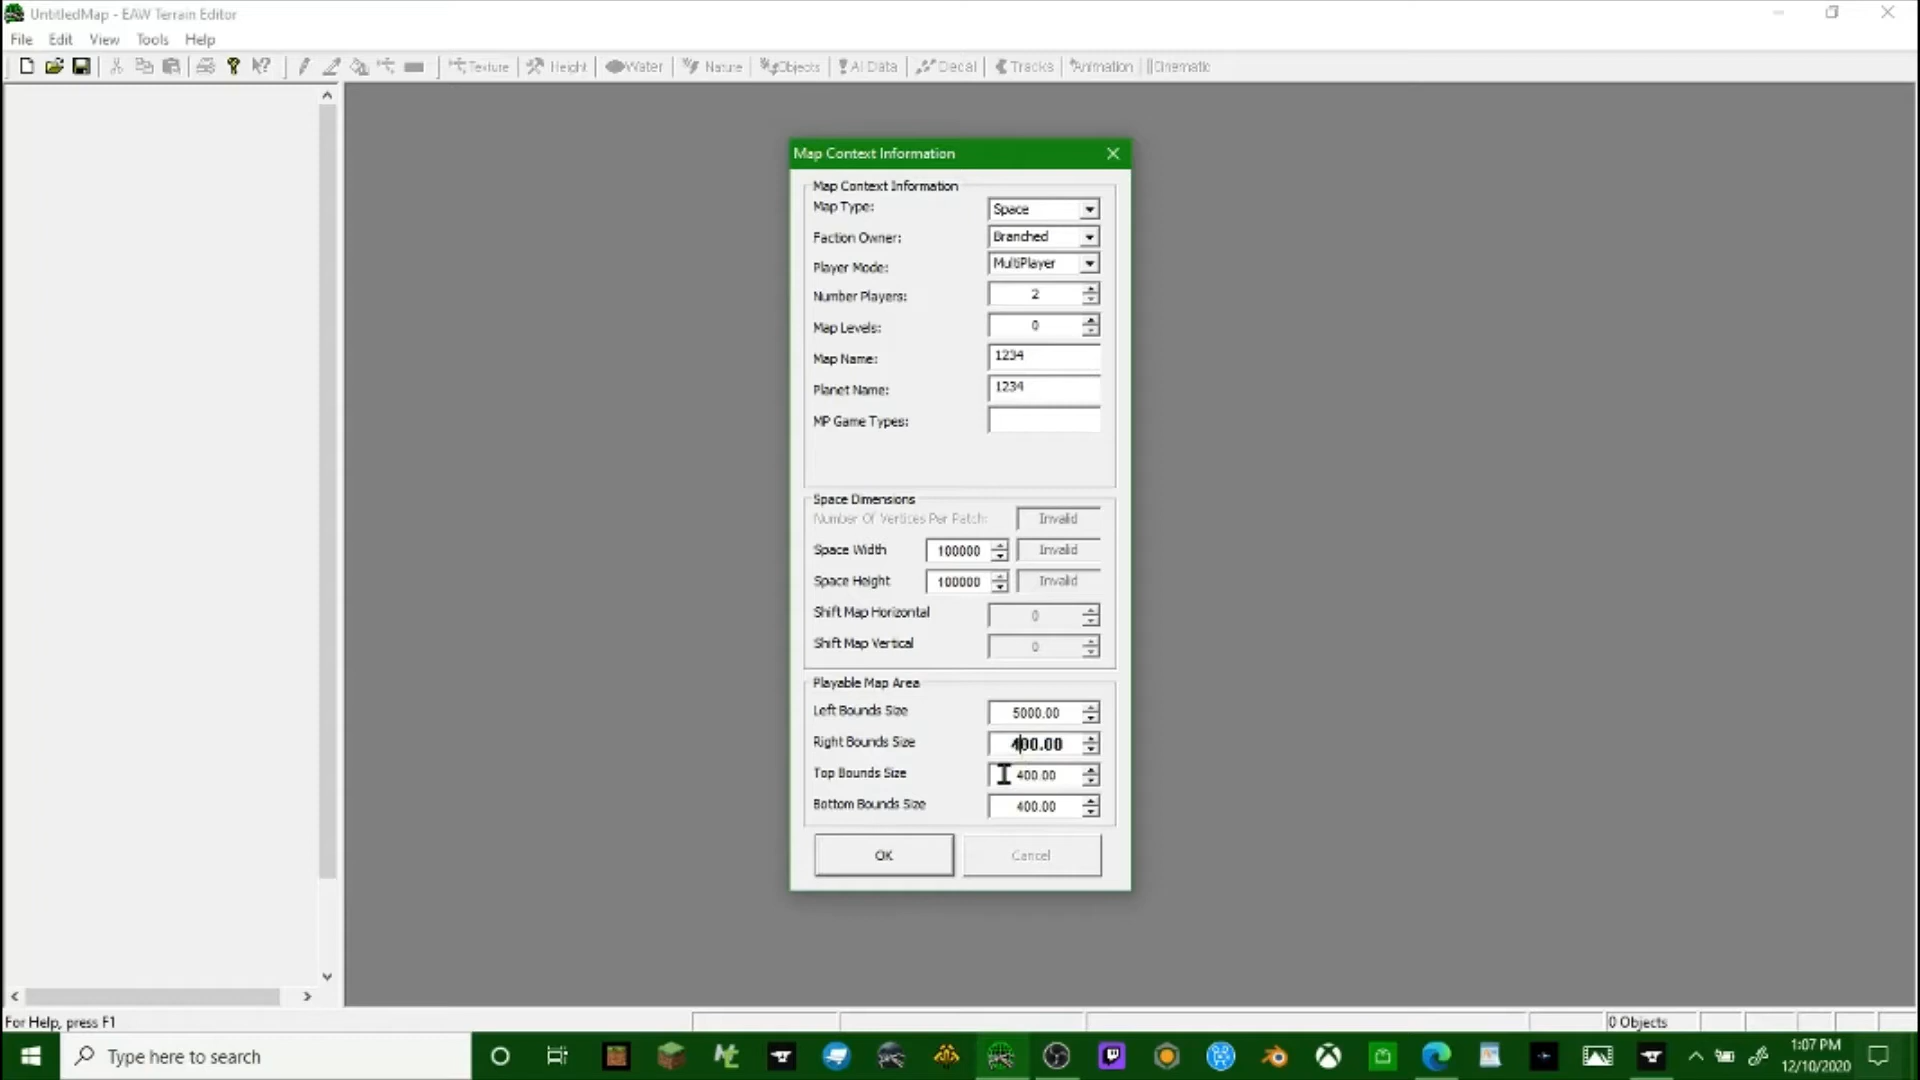 UntitledMap - EAW Terrain Editor
File Edit View Tools Help
Texture Height Water Nature Objects AI Data Decal Tracks Animation Cinematic
Map Context Information
Map Context Information
Map Type: Space
Faction Owner: Branched
Player Mode: MultiPlayer
Number Players: 2
Map Levels: 0
Map Name: 1234
Planet Name: 1234
MP Game Types:
Space Dimensions
Number Of Vertices Per Patch: Invalid
Space Width 100000 Invalid
Space Height 100000 Invalid
Shift Map Horizontal 0
Shift Map Vertical 0
Playable Map Area
Left Bounds Size 5000.00
Right Bounds Size 400.00
Top Bounds Size 400.00
Bottom Bounds Size 400.00
OK Cancel
For Help, press F1
0 Objects
Type here to search
1:07 PM
12/10/2020